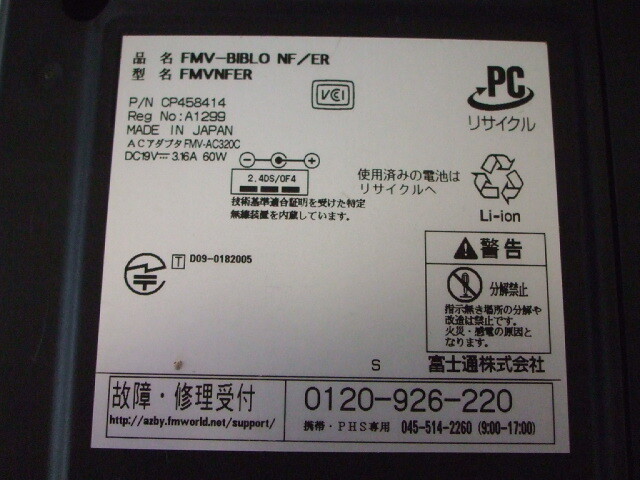 品 名 FMV-BIBLO NF/ER
型 名 FMVNFER
P/N CP458414
Reg No:A1299
MADE IN JAPAN
ACアダプタ FMV-AC320C
DC19V⎓ 3.16A 60W
VCI
PC
リサイクル
2.4DS/OF4
技術基準適合証明を受けた特定
無線装置を内蔵しています。
使用済みの電池は
リサイクルへ
Li-ion
T D09-0182005
警告
分解禁止
指示無き場所の分解や
改造は禁止
火災・感電の原因と
なります。
S
富士通株式会社
故障・修理受付
http://azby.fmworld.net/support/
0120-926-220
携帯・PHS専用 045-514-2260 (9:00-17:00)